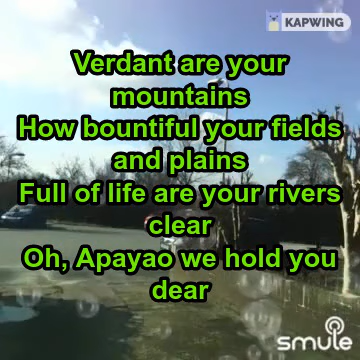 KAPWING
Verdant are your
mountains
How bountiful your fields
and plains
Full of life are your rivers
clear
Oh, Apayao we hold you
dear
smule